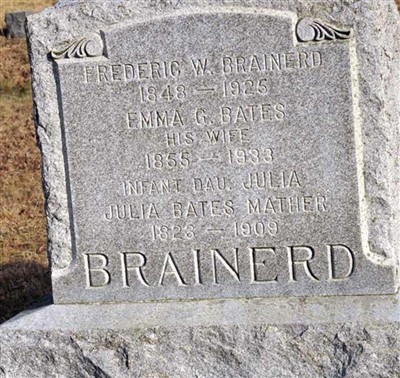 FREDERIC W. BRAINERD
1848 — 1925
EMMA G. BATES
HIS WIFE
1855 — 1933
INFANT DAU. JULIA
JULIA BATES MATHER
1823 — 1909
BRAINERD